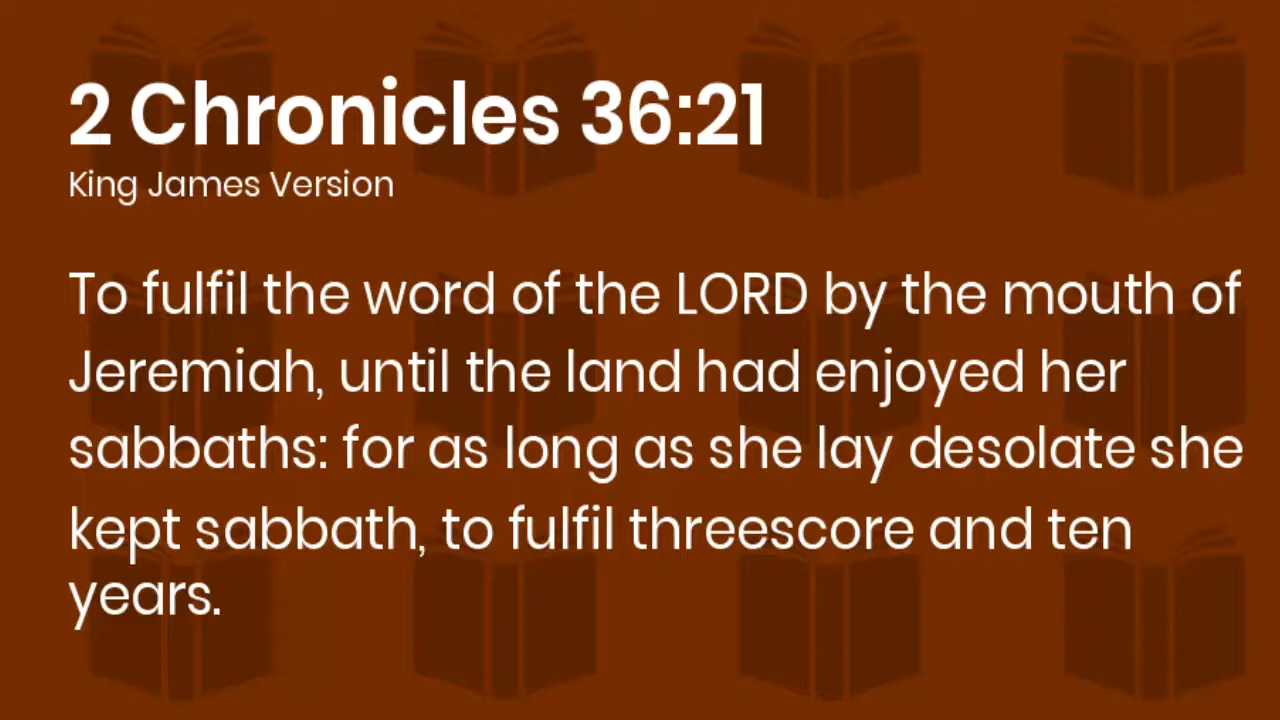 2 Chronicles 36:21
King James Version
To fulfil the word of the LORD by the mouth of
Jeremiah, until the land had enjoyed her
sabbaths: for as long as she lay desolate she
kept sabbath, to fulfil threescore and ten
years.